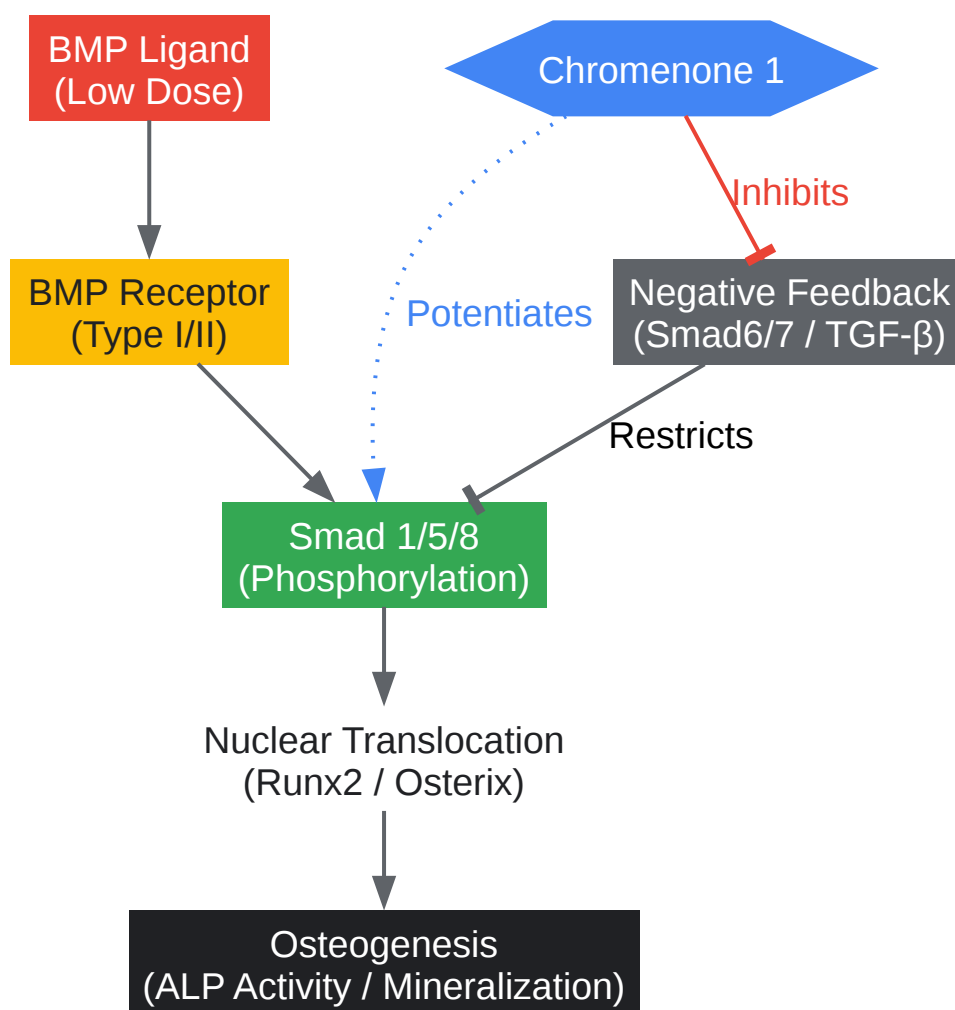 BMP Ligand
(Low Dose)
Chromenone 1
Inhibits
BMP Receptor
(Type I/II)
Potentiates
Negative Feedback
(Smad6/7 / TGF-β)
Restricts
Smad 1/5/8
(Phosphorylation)
Nuclear Translocation
(Runx2 / Osterix)
Osteogenesis
(ALP Activity / Mineralization)